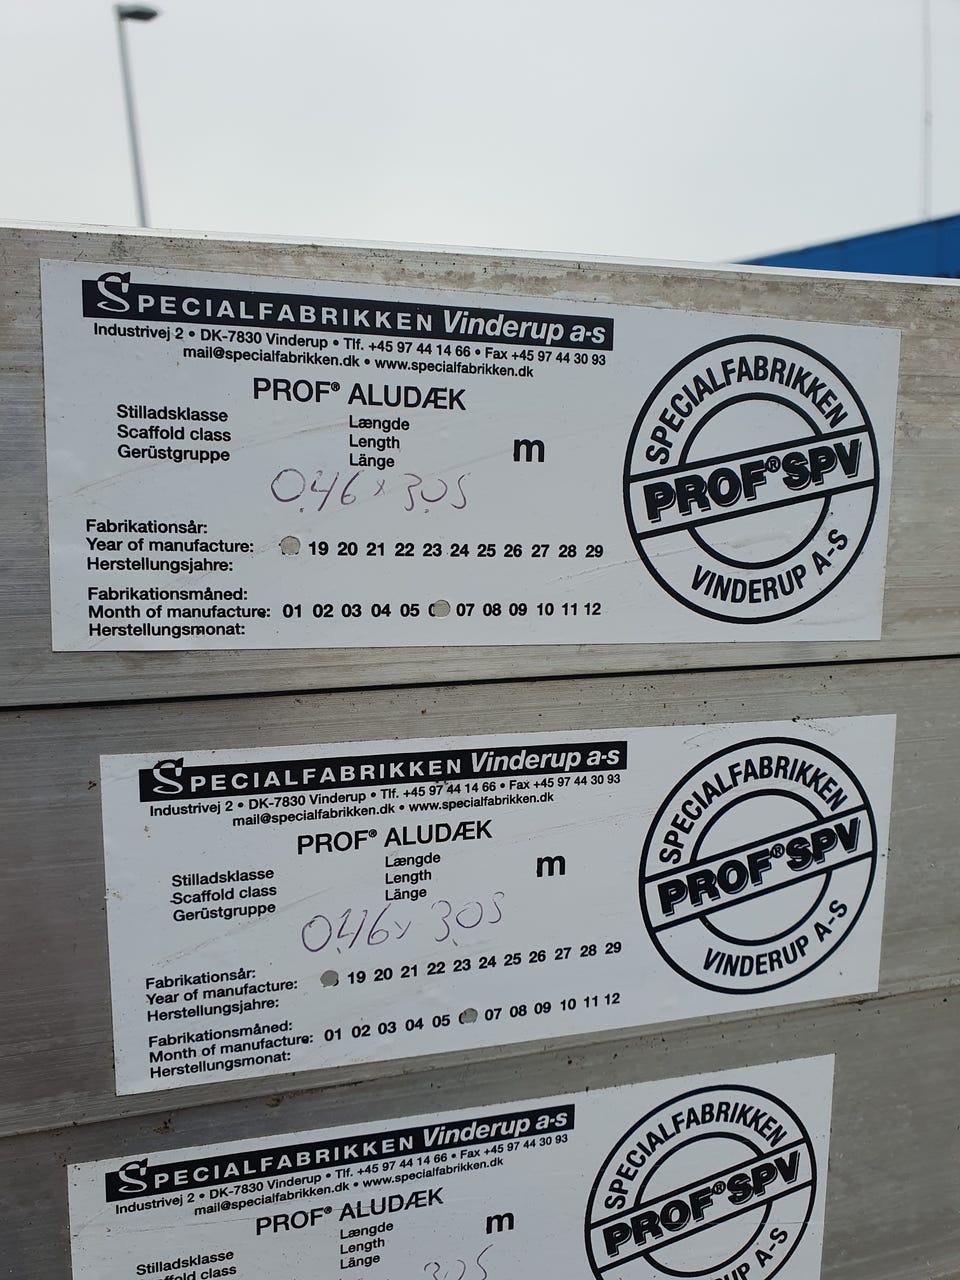 SPECIALFABRIKKEN Vinderup a-s
Industrivej 2 • DK-7830 Vinderup • Tlf. +45 97 44 14 66 • Fax +45 97 44 30 93
mail@specialfabrikken.dk • www.specialfabrikken.dk
PROF® ALUDÆK
Stilladsklasse
Scaffold class
Gerüstgruppe
Længde
Length
Länge
m
0,46 x 3,05
Fabrikationsår:
Year of manufacture: 19 20 21 22 23 24 25 26 27 28 29
Herstellungsjahre:
Fabrikationsmåned:
Month of manufacture: 01 02 03 04 05 07 08 09 10 11 12
Herstellungsmonat:
SPECIALFABRIKKEN
PROF®SPV
VINDERUP A-S
SPECIALFABRIKKEN Vinderup a-s
Industrivej 2 • DK-7830 Vinderup • Tlf. +45 97 44 14 66 • Fax +45 97 44 30 93
mail@specialfabrikken.dk • www.specialfabrikken.dk
PROF® ALUDÆK
Stilladsklasse
Scaffold class
Gerüstgruppe
Længde
Length
Länge
m
0,46 x 3,05
Fabrikationsår:
Year of manufacture: 19 20 21 22 23 24 25 26 27 28 29
Herstellungsjahre:
Fabrikationsmåned:
Month of manufacture: 01 02 03 04 05 07 08 09 10 11 12
Herstellungsmonat:
SPECIALFABRIKKEN
PROF®SPV
VINDERUP A-S
SPECIALFABRIKKEN Vinderup a-s
Industrivej 2 • DK-7830 Vinderup • Tlf. +45 97 44 14 66 • Fax +45 97 44 30 93
mail@specialfabrikken.dk • www.specialfabrikken.dk
PROF® ALUDÆK
Stilladsklasse
Scaffold class
Længde
Length
Länge
m
SPECIALFABRIKKEN
PROF®SPV
A-S